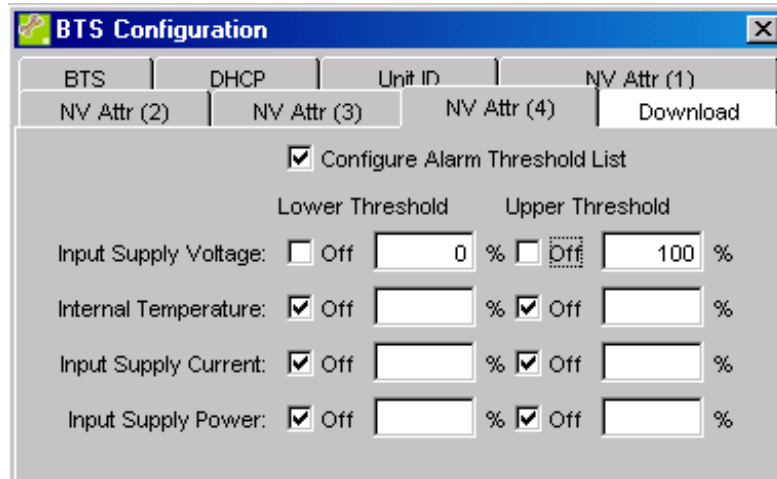 BTS Configuration
BTS DHCP Unit ID NV Attr (1)
NV Attr (2) NV Attr (3) NV Attr (4) Download
Configure Alarm Threshold List
Lower Threshold Upper Threshold
Input Supply Voltage: Off 0 % Off 100 %
Internal Temperature: Off % Off %
Input Supply Current: Off % Off %
Input Supply Power: Off % Off %